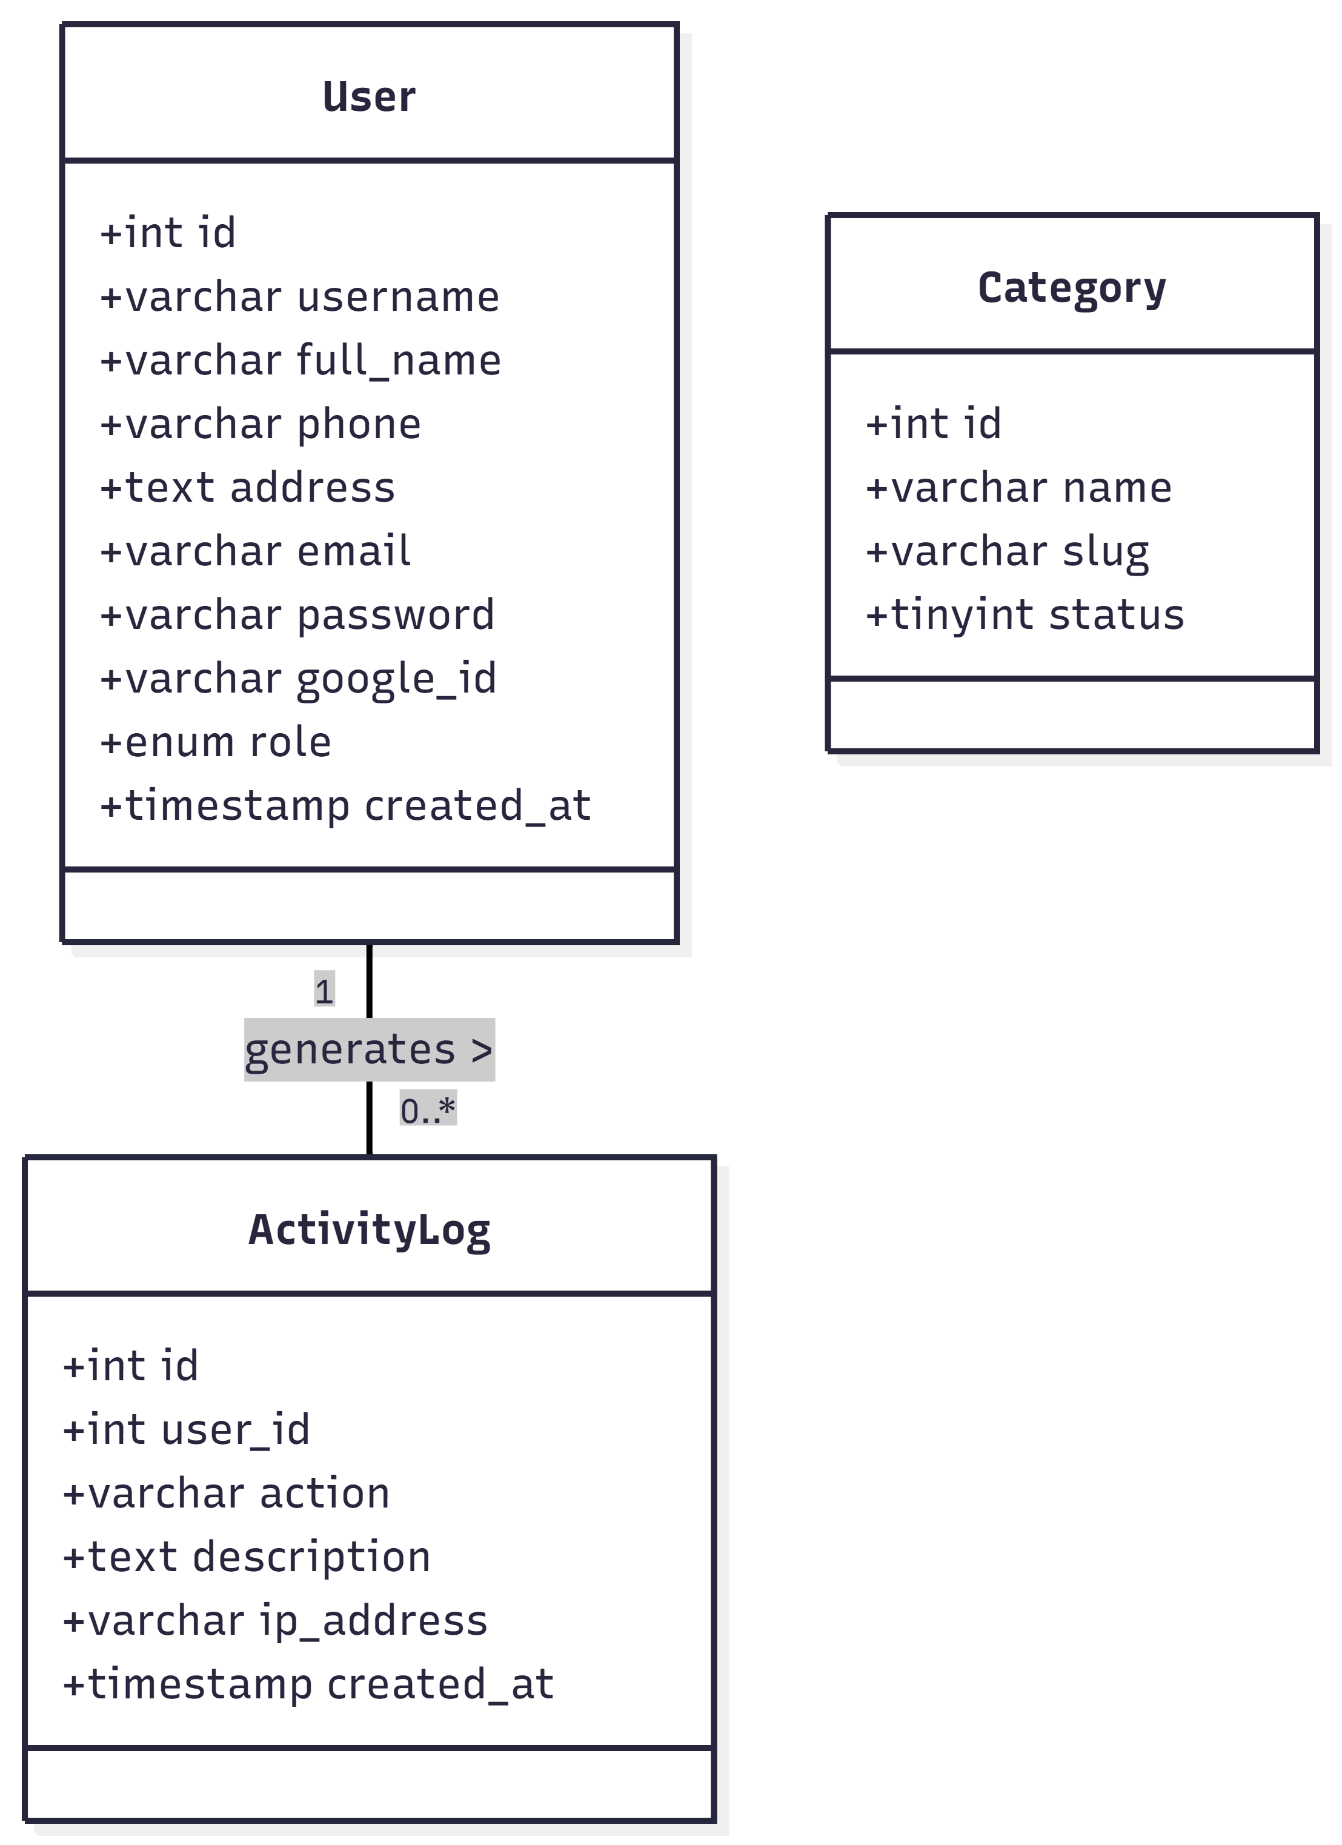 User
+int id
+varchar username
+varchar full_name
+varchar phone
+text address
+varchar email
+varchar password
+varchar google_id
+enum role
+timestamp created_at
Category
+int id
+varchar name
+varchar slug
+tinyint status
1
generates >
0..*
ActivityLog
+int id
+int user_id
+varchar action
+text description
+varchar ip_address
+timestamp created_at